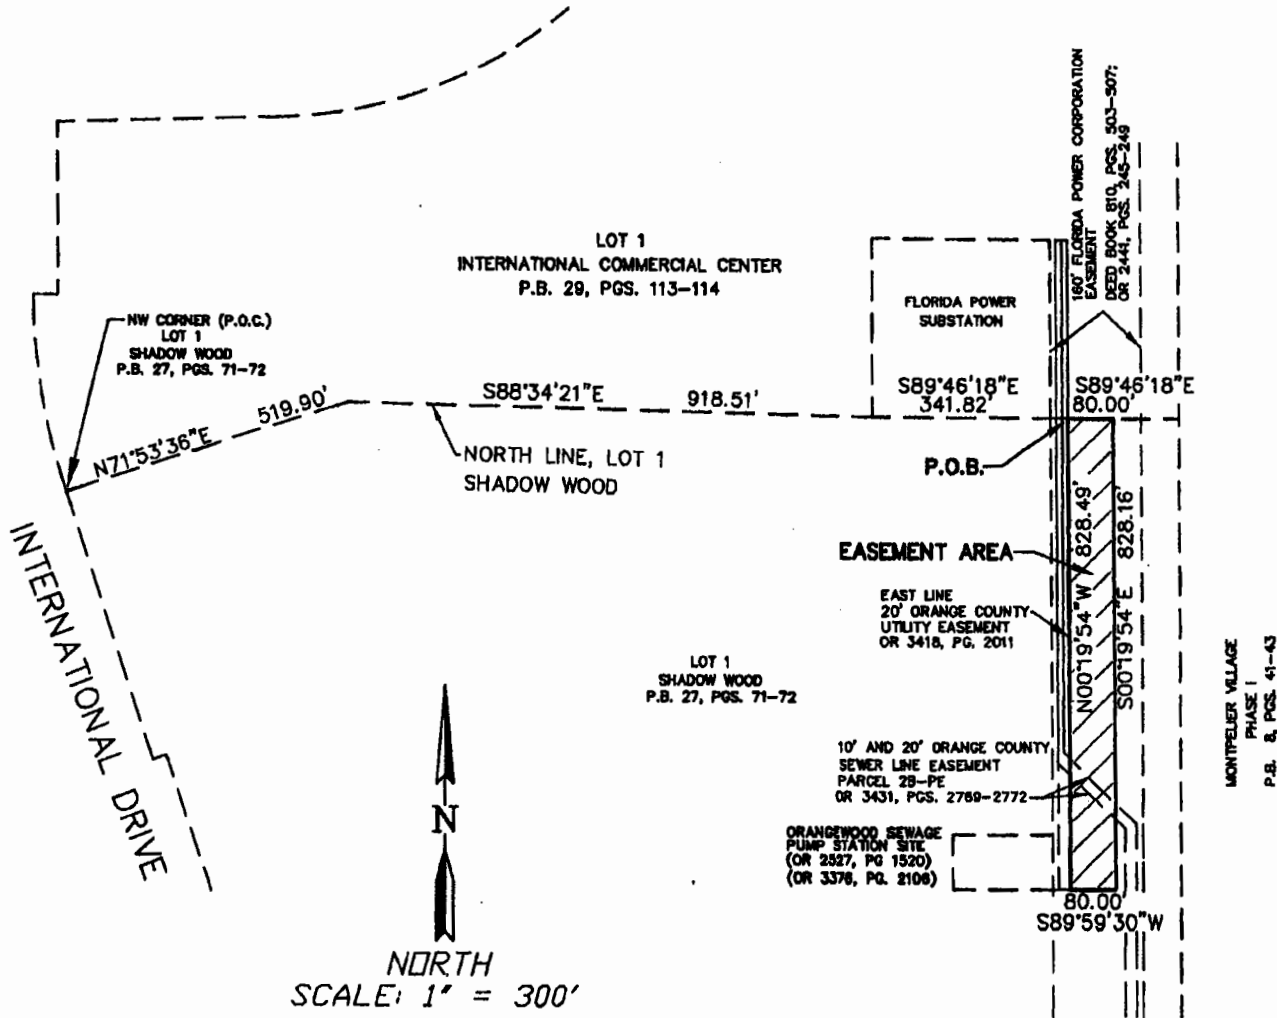 160' FLORIDA POWER CORPORATION
EASEMENT
DEED BOOK 810, PGS. 503-507;
OR 2441, PGS. 245-249
LOT 1
INTERNATIONAL COMMERCIAL CENTER
P.B. 29, PGS. 113-114
FLORIDA POWER
SUBSTATION
NW CORNER (P.O.C.)
LOT 1
SHADOW WOOD
P.B. 27, PGS. 71-72
N71°53'36"E 519.90'
S88°34'21"E 918.51'
S89°46'18"E
341.82'
S89°46'18"E
80.00'
NORTH LINE, LOT 1
SHADOW WOOD
P.O.B.
EASEMENT AREA
N00°19'54"W 828.49'
S00°19'54"E 828.16'
EAST LINE
20' ORANGE COUNTY
UTILITY EASEMENT
OR 3418, PG. 2011
INTERNATIONAL DRIVE
LOT 1
SHADOW WOOD
P.B. 27, PGS. 71-72
MONTPELIER VILLAGE
PHASE I
P.B. 8, PGS. 41-43
10' AND 20' ORANGE COUNTY
SEWER LINE EASEMENT
PARCEL 2B-PE
OR 3431, PGS. 2769-2772
ORANGEWOOD SEWAGE
PUMP STATION SITE
(OR 2527, PG 1520)
(OR 3376, PG. 2106)
80.00'
S89°59'30"W
N
NORTH
SCALE: 1" = 300'